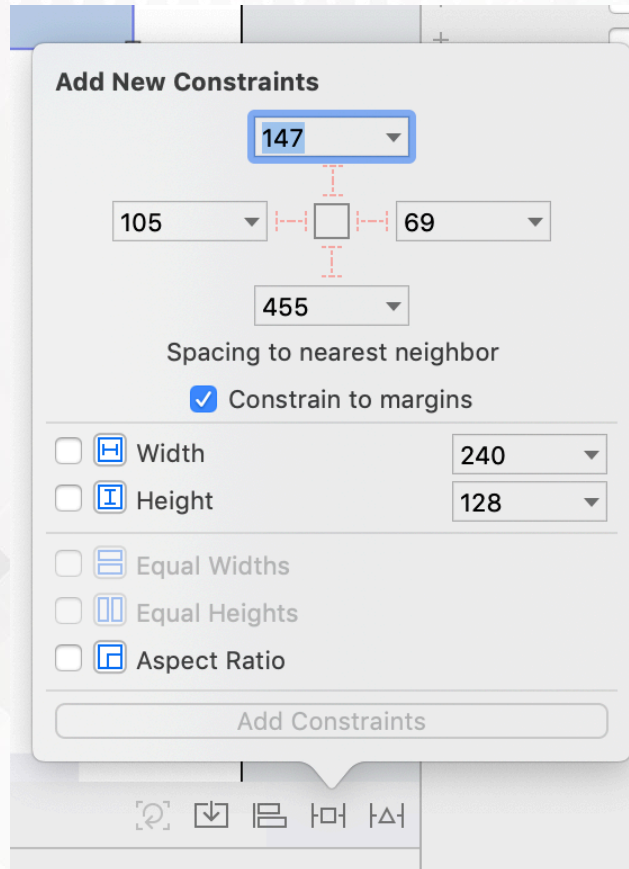 Add New Constraints
147
105
69
455
Spacing to nearest neighbor
Constrain to margins
Width
240
Height
128
Equal Widths
Equal Heights
Aspect Ratio
Add Constraints